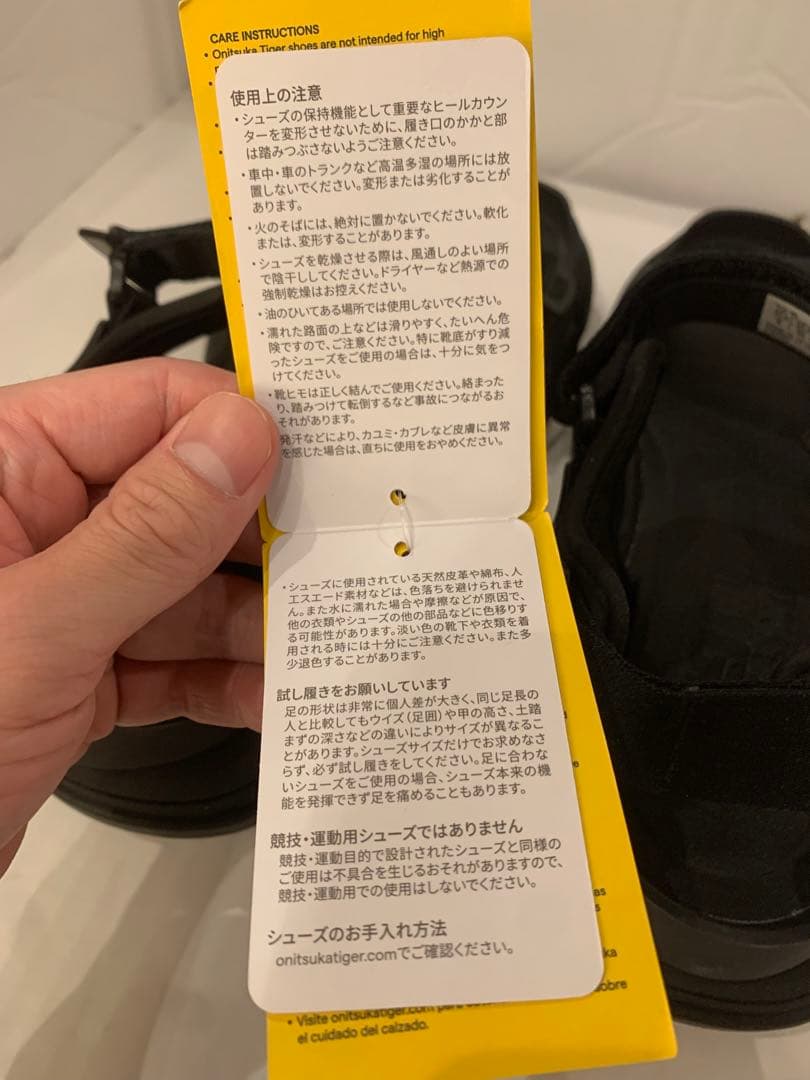 CARE INSTRUCTIONS
• Onitsuka Tiger shoes are not intended for high
使用上の注意
・シューズの保持機能として重要なヒールカウン
ターを変形させないために、履き口のかかと部
は踏みつぶさないようご注意ください。
・車中・車のトランクなど高温多湿の場所には放
置しないでください。変形または劣化することが
あります。
・火のそばには、絶対に置かないでください。軟化
または、変形することがあります。
・シューズを乾燥させる際は、風通しのよい場所
で陰干ししてください。ドライヤーなど熱源での
強制乾燥はお控えください。
・油のひいてある場所では使用しないでください。
・濡れた路面の上などは滑りやすく、たいへん危
険ですので、ご注意ください。特に靴底がすり減
ったシューズをご使用の場合は、十分に気をつ
けてください。
・靴ヒモは正しく結んでご使用ください。絡まった
り、踏みつけて転倒するなど事故につながるお
それがあります。
発汗などにより、カユミ・カブレなど皮膚に異常
を感じた場合は、直ちに使用をおやめください。
・シューズに使用されている天然皮革や綿布、人
工スエード素材などは、色落ちを避けられませ
ん。また水に濡れた場合や摩擦などが原因で、
他の衣類やシューズの他の部品などに色移りす
る可能性があります。淡い色の靴下や衣類を着
用される時には十分にご注意ください。また多
少退色することがあります。
試し履きをお願いしています
足の形状は非常に個人差が大きく、同じ足長の
人と比較してもウイズ(足囲)や甲の高さ、土踏
まずの深さなどの違いによりサイズが異なるこ
とがあります。シューズサイズだけでお求めなさ
らず、必ず試し履きをしてください。足に合わな
いシューズをご使用の場合、シューズ本来の機
能を発揮できず足を痛めることもあります。
競技・運動用シューズではありません
競技・運動目的で設計されたシューズと同様の
ご使用は不具合を生じるおそれがありますので、
競技・運動用での使用はしないでください。
シューズのお手入れ方法
onitsukatiger.comでご確認ください。
• Visite onitsukatiger.com para sobre
el cuidado del calzado.